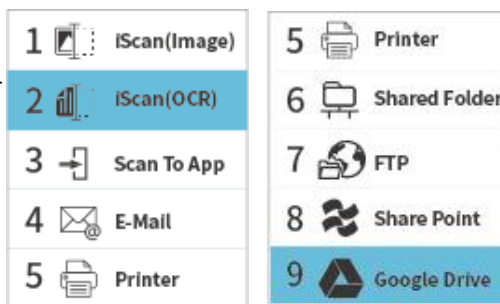 1 iScan(Image)
2 iScan(OCR)
3 Scan To App
4 E-Mail
5 Printer
5 Printer
6 Shared Folder
7 FTP
8 Share Point
9 Google Drive